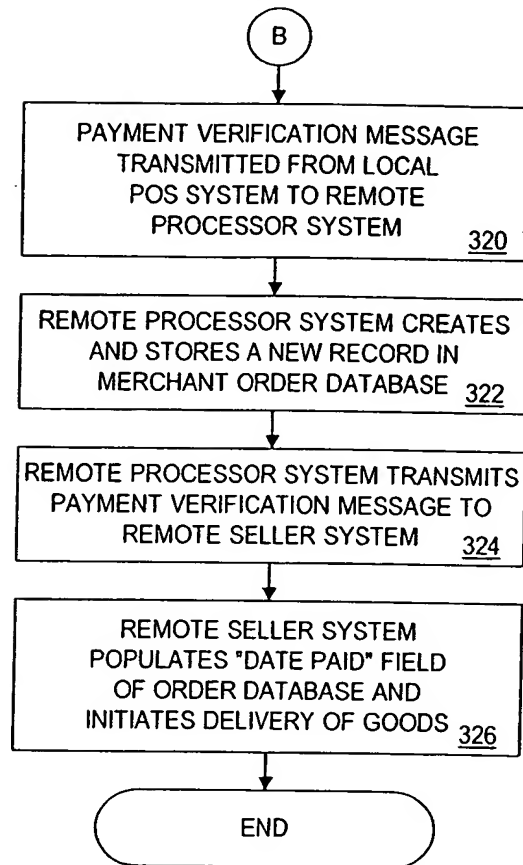 B
PAYMENT VERIFICATION MESSAGE
TRANSMITTED FROM LOCAL
POS SYSTEM TO REMOTE
PROCESSOR SYSTEM
320
REMOTE PROCESSOR SYSTEM CREATES
AND STORES A NEW RECORD IN
MERCHANT ORDER DATABASE 322
REMOTE PROCESSOR SYSTEM TRANSMITS
PAYMENT VERIFICATION MESSAGE TO
REMOTE SELLER SYSTEM 324
REMOTE SELLER SYSTEM
POPULATES "DATE PAID" FIELD
OF ORDER DATABASE AND
INITIATES DELIVERY OF GOODS 326
END